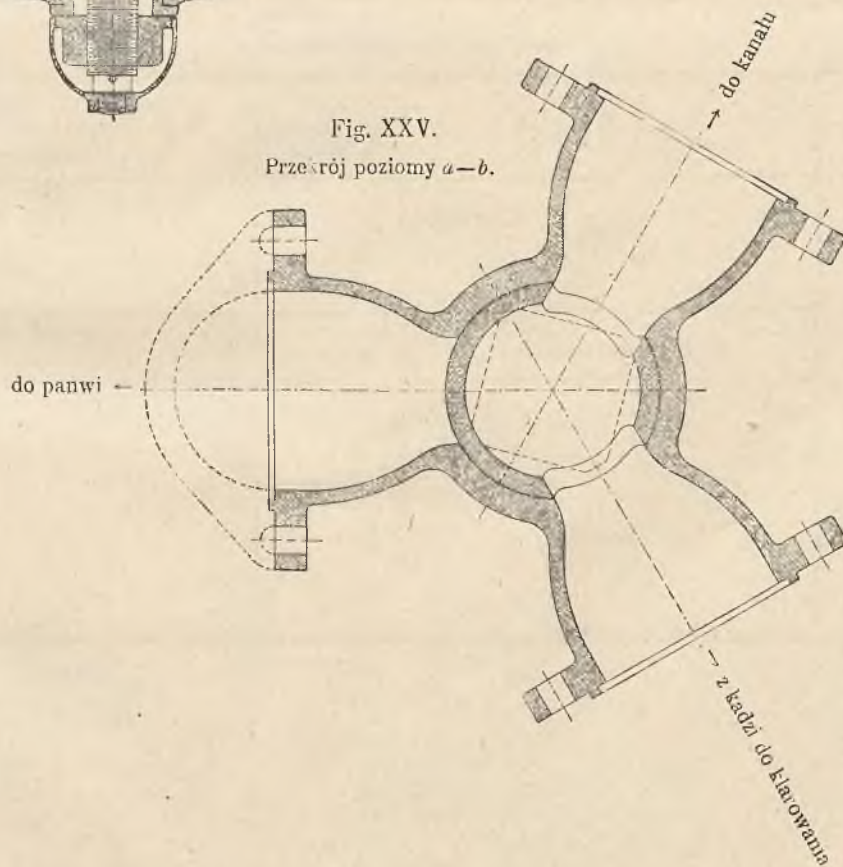 Fig. XXV.
Przekrój poziomy a—b.
do kanału
do panwi
z kadzi do klarowania